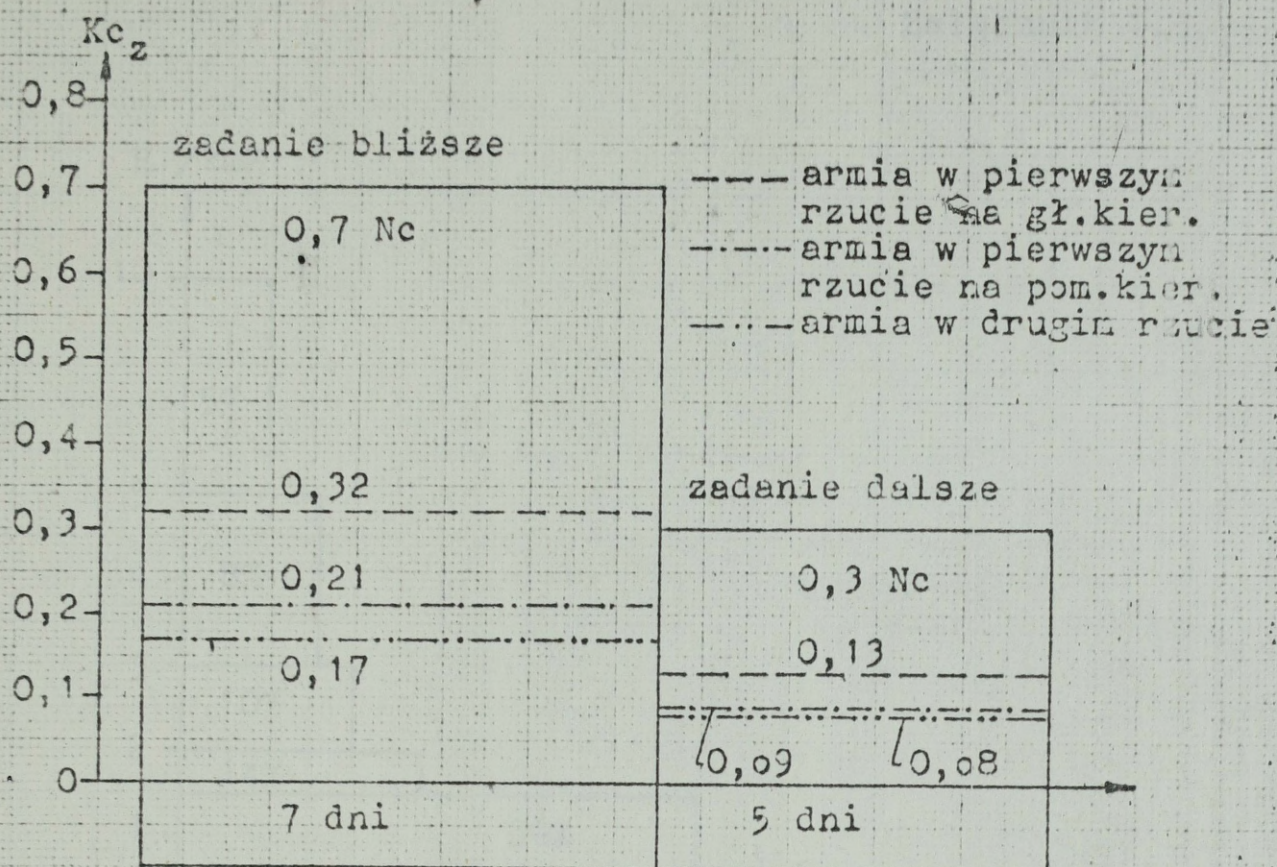 Kc z
0,8
zadanie bliższe
0,7
0,7 Nc
0,6
0,5
0,4
0,32
0,3
0,21
0,2
0,17
0,1
0
7 dni
--- armia w pierwszym
rzucie na gł.kier.
-.-.- armia w pierwszym
rzucie na pom.kier.
-..- armia w drugim rzucie
zadanie dalsze
0,3 Nc
0,13
0,09
0,08
5 dni